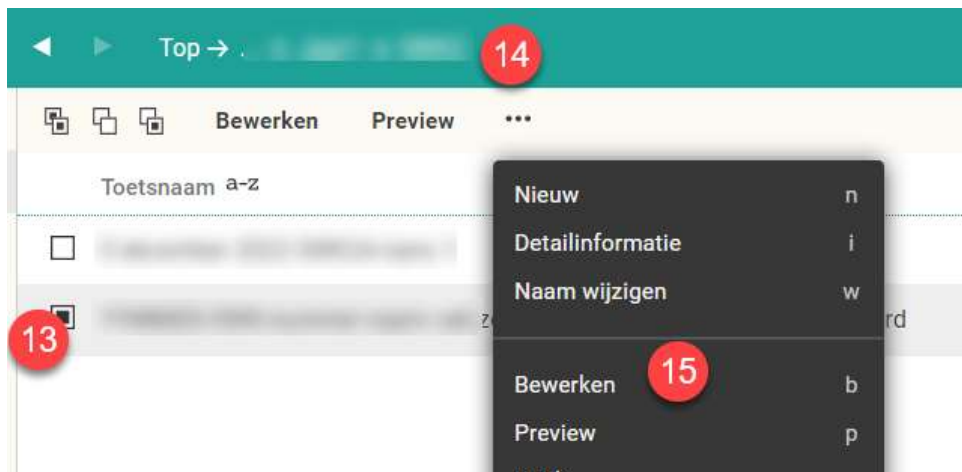 Top → .
14
Bewerken Preview •••
Toetsnaam a-z
Nieuw n
Detailinformatie i
Naam wijzigen w
13
rd
15
Bewerken b
Preview p